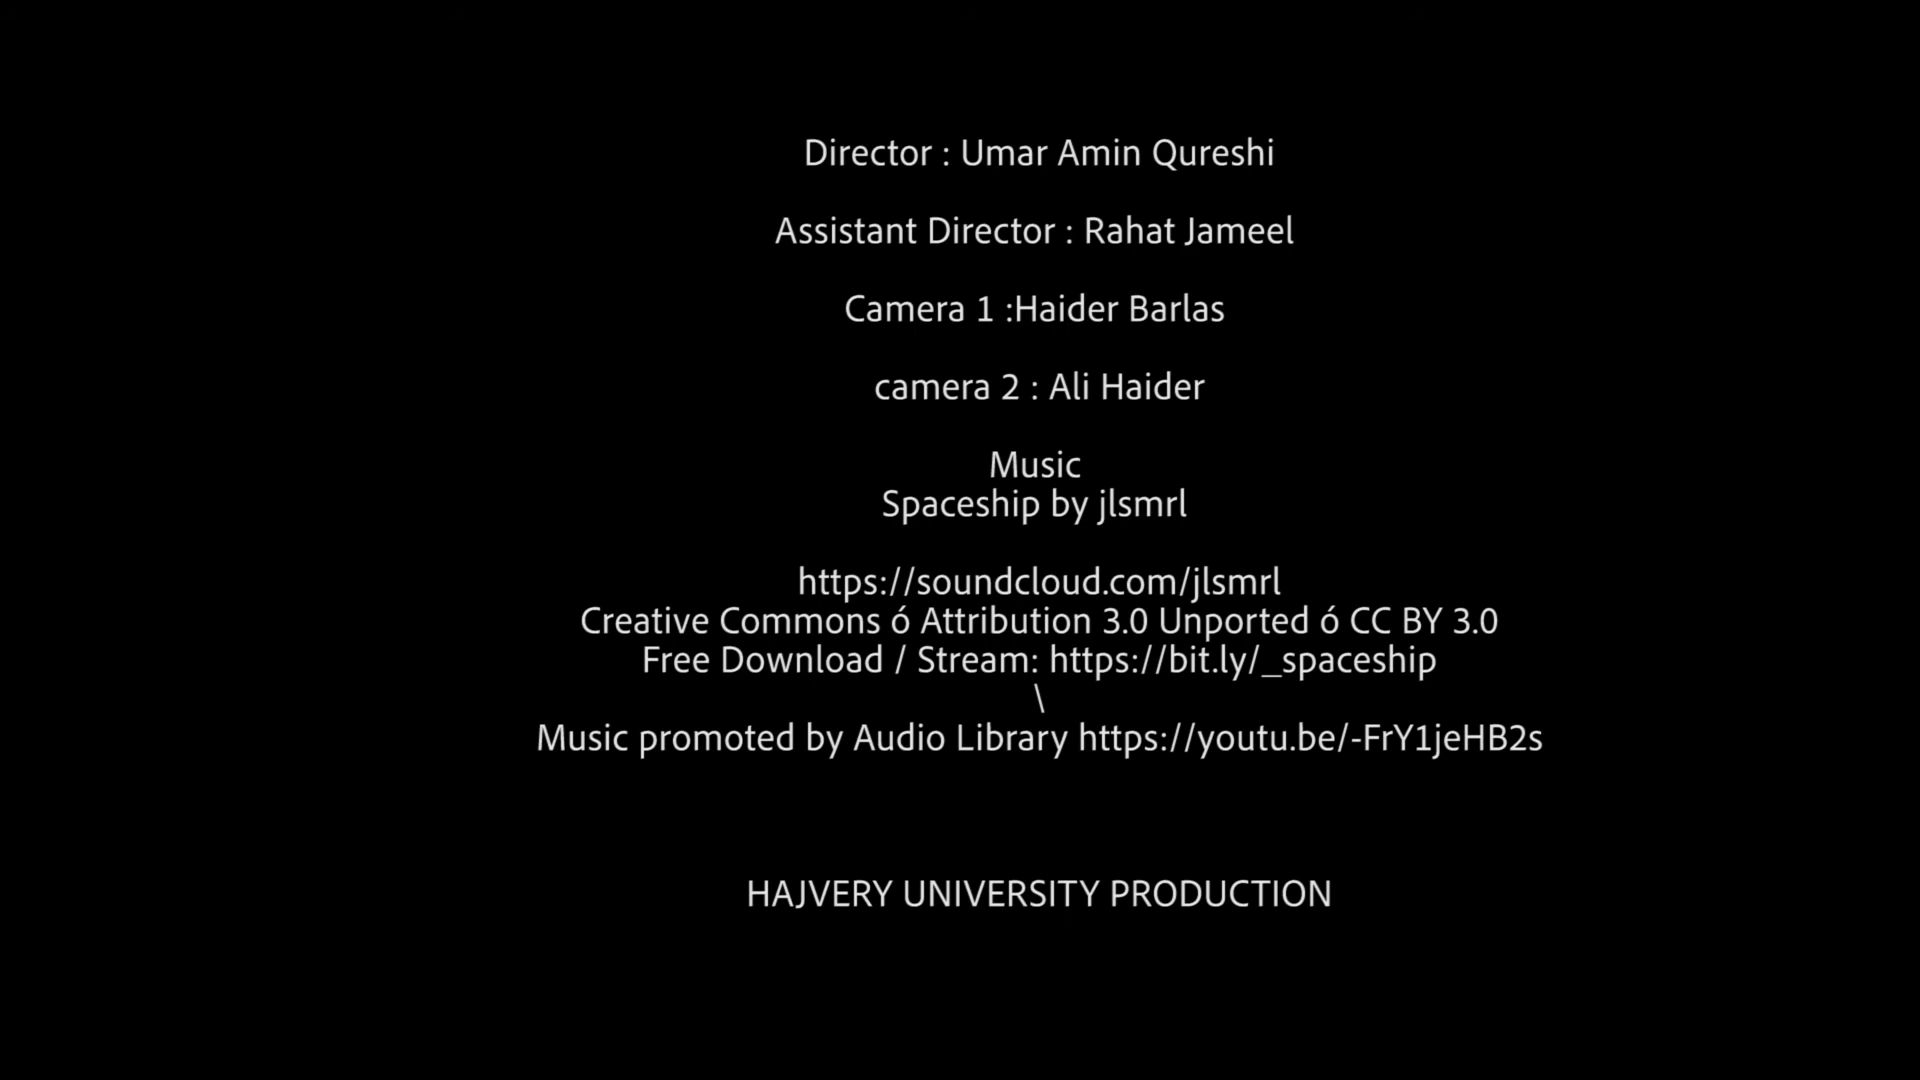 Director : Umar Amin Qureshi
Assistant Director : Rahat Jameel
Camera 1 :Haider Barlas
camera 2 : Ali Haider
Music
Spaceship by jlsmrl
https://soundcloud.com/jlsmrl
Creative Commons ó Attribution 3.0 Unported ó CC BY 3.0
Free Download / Stream: https://bit.ly/_spaceship
\
Music promoted by Audio Library https://youtu.be/-FrY1jeHB2s
HAJVERY UNIVERSITY PRODUCTION